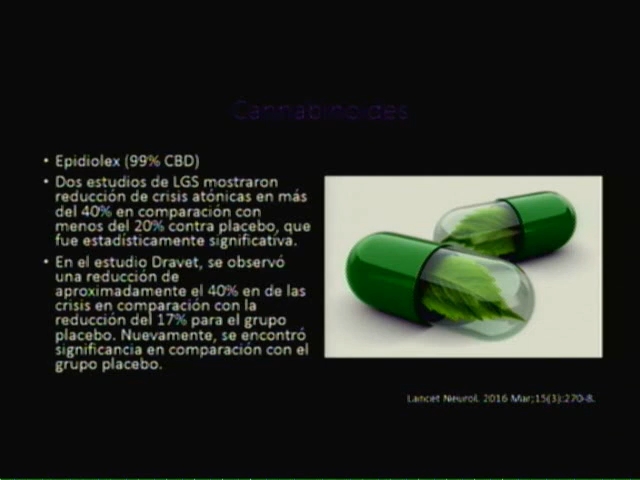 Cannabinoides
• Epidiolex (99% CBD)
• Dos estudios de LGS mostraron
reducción de crisis atónicas en más
del 40% en comparación con
menos del 20% contra placebo, que
fue estadísticamente significativa.
• En el estudio Dravet, se observó
una reducción de
aproximadamente el 40% en de las
crisis en comparación con la
reducción del 17% para el grupo
placebo. Nuevamente, se encontró
significancia en comparación con el
grupo placebo.
Lancet Neurol. 2016 Mar;15(3):270-8.